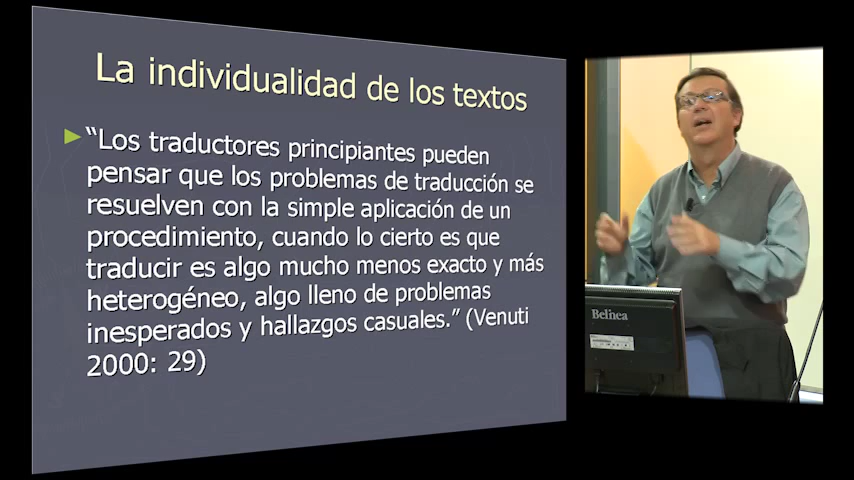 La individualidad de los textos
“Los traductores principiantes pueden
pensar que los problemas de traducción se
resuelven con la simple aplicación de un
procedimiento, cuando lo cierto es que
traducir es algo mucho menos exacto y más
heterogéneo, algo lleno de problemas
inesperados y hallazgos casuales.” (Venuti
2000: 29)
Belinea